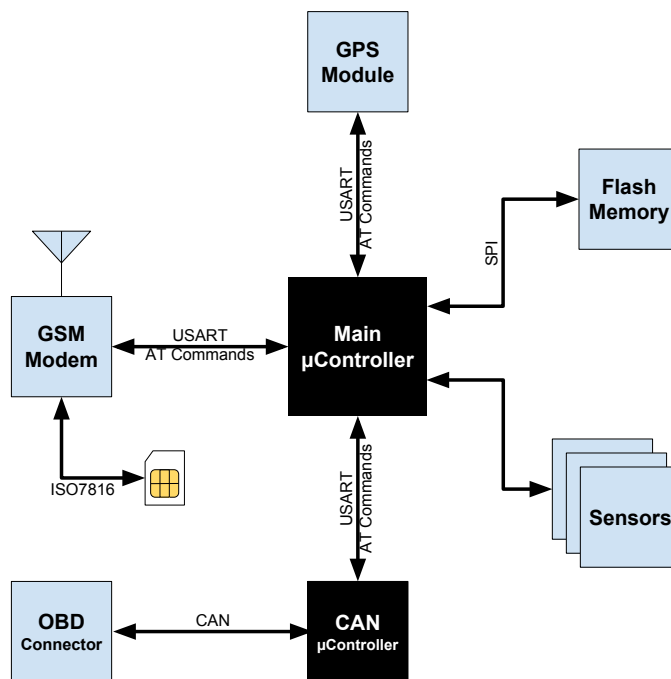 GPS
Module
USART
AT Commands
Flash
Memory
SPI
GSM
Modem
USART
AT Commands
Main
µController
ISO7816
USART
AT Commands
Sensors
OBD
Connector
CAN
CAN
µController